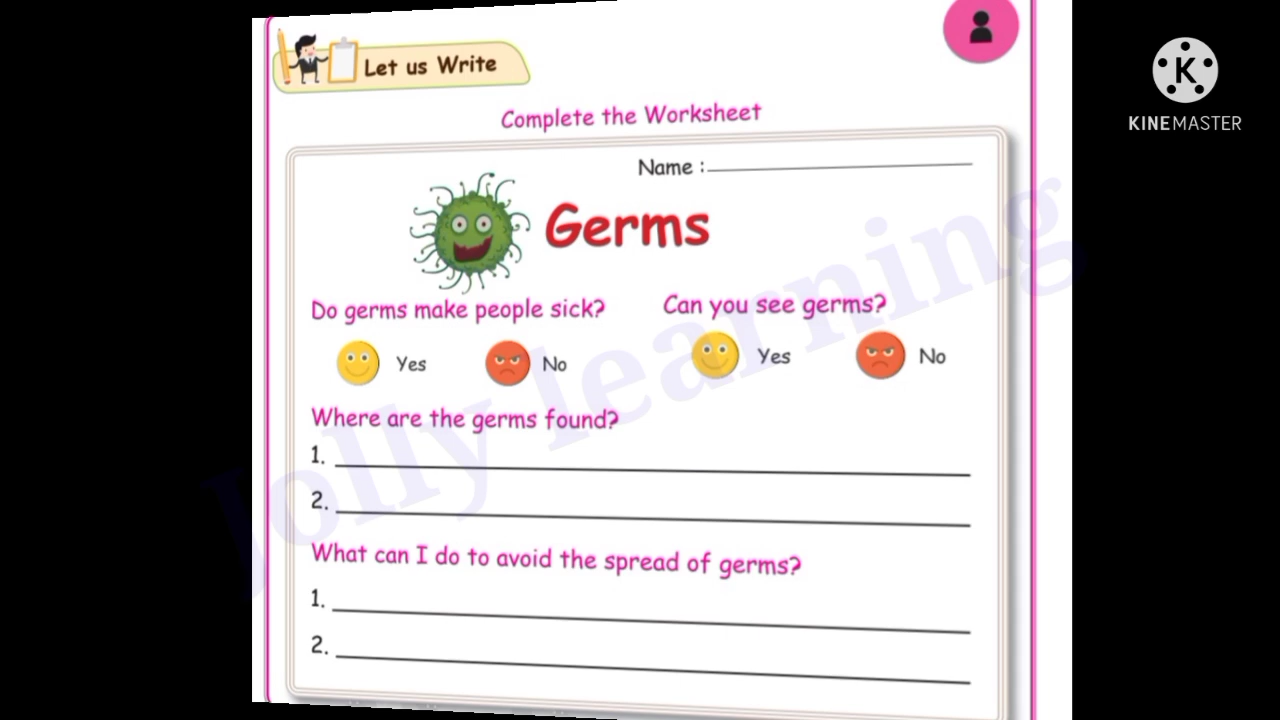 Let us Write
Complete the Worksheet
Name :
Germs
Do germs make people sick? Can you see germs?
Yes No Yes No
Where are the germs found?
1.
2.
What can I do to avoid the spread of germs?
1.
2.
Jolly learning
K
KINEMASTER